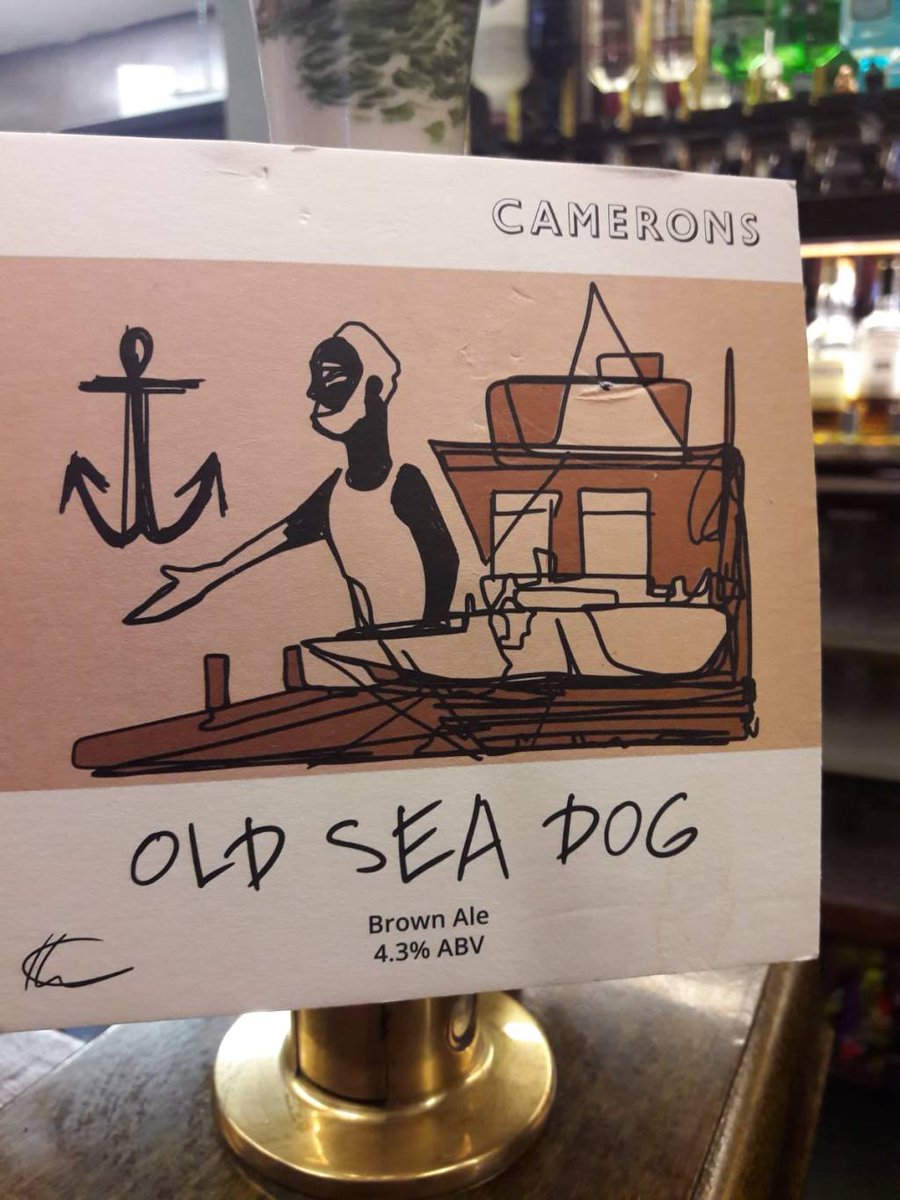 CAMERONS
OLD SEA DOG
Brown Ale
4.3% ABV